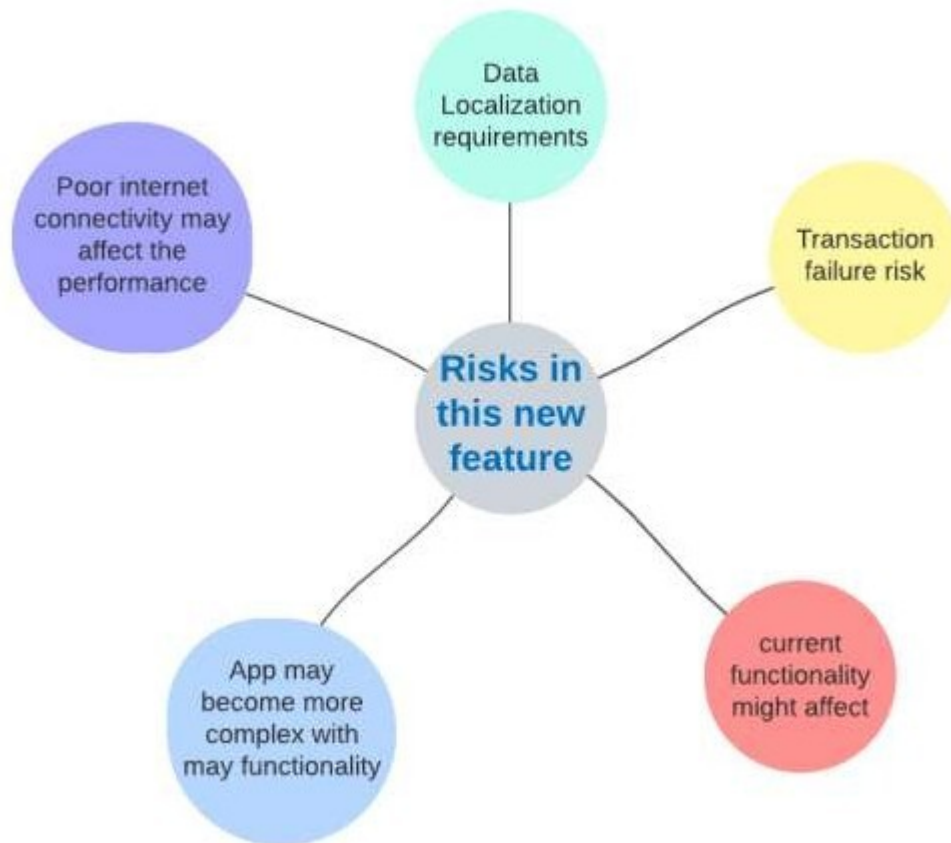 Data
Localization
requirements
Poor internet
connectivity may
affect the
performance
Transaction
failure risk
Risks in
this new
feature
App may
become more
complex with
may functionality
current
functionality
might affect